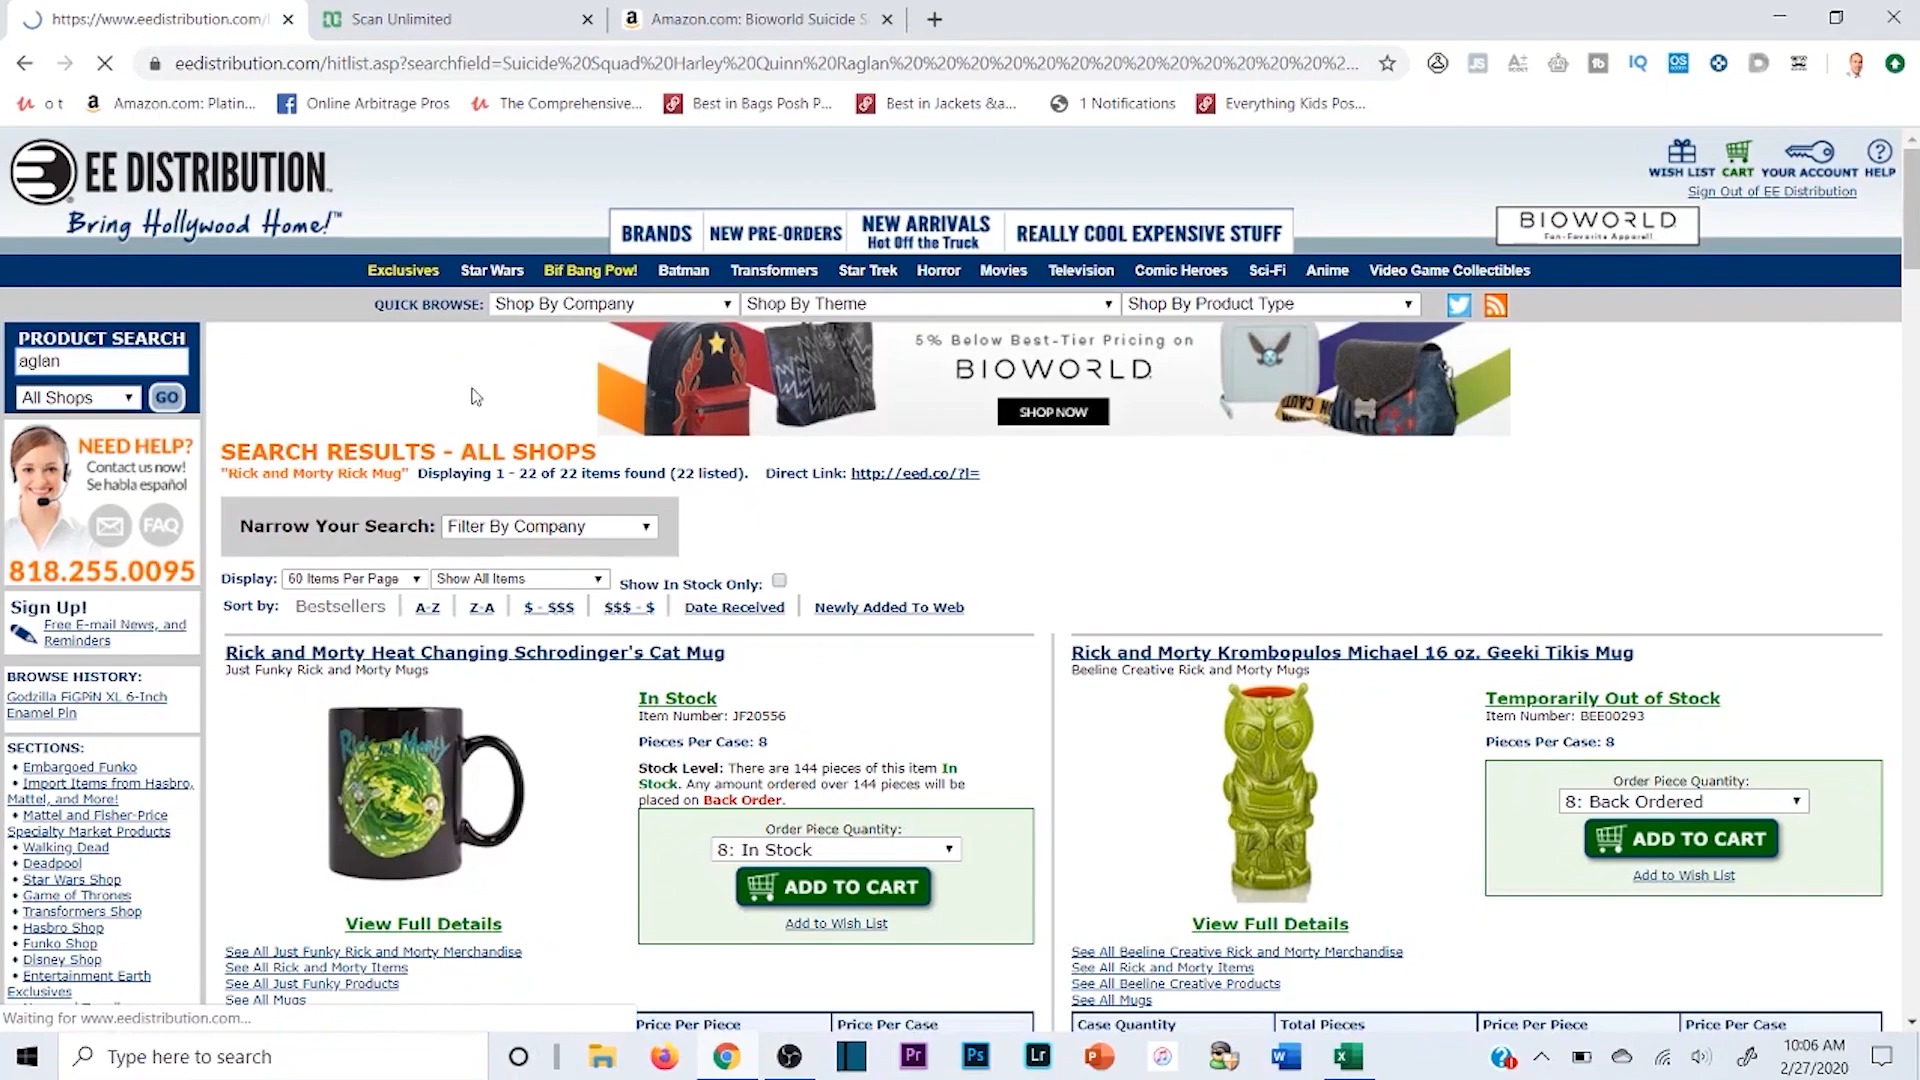 https://www.eedistribution.com/l
Scan Unlimited
Amazon.com: Bioworld Suicide S
eedistribution.com/hitlist.asp?searchfield=Suicide%20Squad%20Harley%20Quinn%20Raglan%20%20%20%20%20%20%20%20%20%20%20%20%20%2...
o t
Amazon.com: Platin...
Online Arbitrage Pros
The Comprehensive...
Best in Bags Posh P...
Best in Jackets &a...
1 Notifications
Everything Kids Pos...
EE DISTRIBUTION
Bring Hollywood Home!™
BRANDS
NEW PRE-ORDERS
NEW ARRIVALS
Hot Off the Truck
REALLY COOL EXPENSIVE STUFF
WISH LIST CART YOUR ACCOUNT HELP
Sign Out of EE Distribution
BIOWORLD
Fan-Favorite Apparel!
Exclusives Star Wars Bif Bang Pow! Batman Transformers Star Trek Horror Movies Television Comic Heroes Sci-Fi Anime Video Game Collectibles
QUICK BROWSE: Shop By Company Shop By Theme Shop By Product Type
PRODUCT SEARCH
aglan
All Shops GO
5% Below Best-Tier Pricing on
BIOWORLD
SHOP NOW
NEED HELP?
Contact us now!
Se habla español
FAQ
818.255.0095
Sign Up!
Free E-mail News, and
Reminders
BROWSE HISTORY:
Godzilla FiGPiN XL 6-Inch
Enamel Pin
SECTIONS:
• Embargoed Funko
• Import Items from Hasbro,
Mattel, and More!
• Mattel and Fisher-Price
Specialty Market Products
• Walking Dead
• Deadpool
• Star Wars Shop
• Game of Thrones
• Transformers Shop
• Hasbro Shop
• Funko Shop
• Disney Shop
• Entertainment Earth
Exclusives
SEARCH RESULTS - ALL SHOPS
"Rick and Morty Rick Mug" Displaying 1 - 22 of 22 items found (22 listed). Direct Link: http://eed.co/?l=
Narrow Your Search: Filter By Company
Display: 60 Items Per Page Show All Items Show In Stock Only:
Sort by: Bestsellers A-Z Z-A $ - $$$ $$$ - $ Date Received Newly Added To Web
Rick and Morty Heat Changing Schrodinger's Cat Mug
Just Funky Rick and Morty Mugs
Rick and Morty
In Stock
Item Number: JF20556
Pieces Per Case: 8
Stock Level: There are 144 pieces of this item In
Stock. Any amount ordered over 144 pieces will be
placed on Back Order.
Order Piece Quantity:
8: In Stock
ADD TO CART
Add to Wish List
View Full Details
See All Just Funky Rick and Morty Merchandise
See All Rick and Morty Items
See All Just Funky Products
See All Mugs
Price Per Piece Price Per Case
Rick and Morty Krombopulos Michael 16 oz. Geeki Tikis Mug
Beeline Creative Rick and Morty Mugs
Temporarily Out of Stock
Item Number: BEE00293
Pieces Per Case: 8
Order Piece Quantity:
8: Back Ordered
ADD TO CART
Add to Wish List
View Full Details
See All Beeline Creative Rick and Morty Merchandise
See All Rick and Morty Items
See All Beeline Creative Products
See All Mugs
Case Quantity Total Pieces Price Per Piece Price Per Case
Waiting for www.eedistribution.com...
Type here to search
Pr
Ps
Lr
10:06 AM
2/27/2020